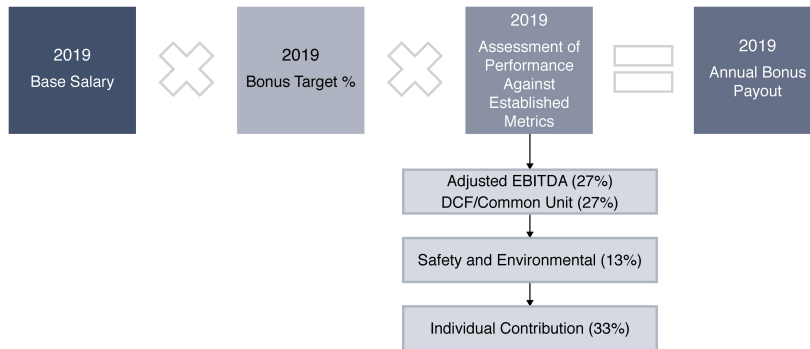 2019
Base Salary
2019
Bonus Target %
2019
Assessment of
Performance
Against
Established
Metrics
2019
Annual Bonus
Payout
Adjusted EBITDA (27%)
DCF/Common Unit (27%)
Safety and Environmental (13%)
Individual Contribution (33%)